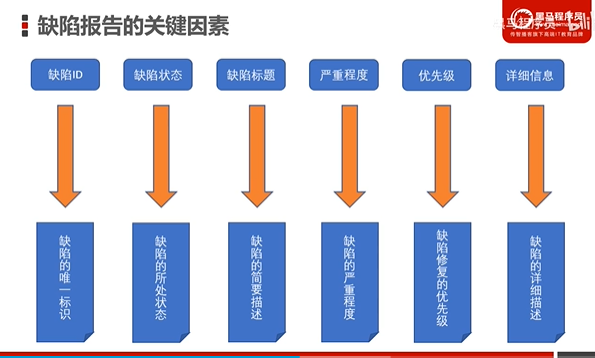 缺陷报告的关键因素
黑马程序员
传智播客旗下高端IT教育品牌
缺陷ID
缺陷状态
缺陷标题
严重程度
优先级
详细信息
缺陷的唯一标识
缺陷的所处状态
缺陷的简要描述
缺陷的严重程度
缺陷修复的优先级
缺陷的详细描述